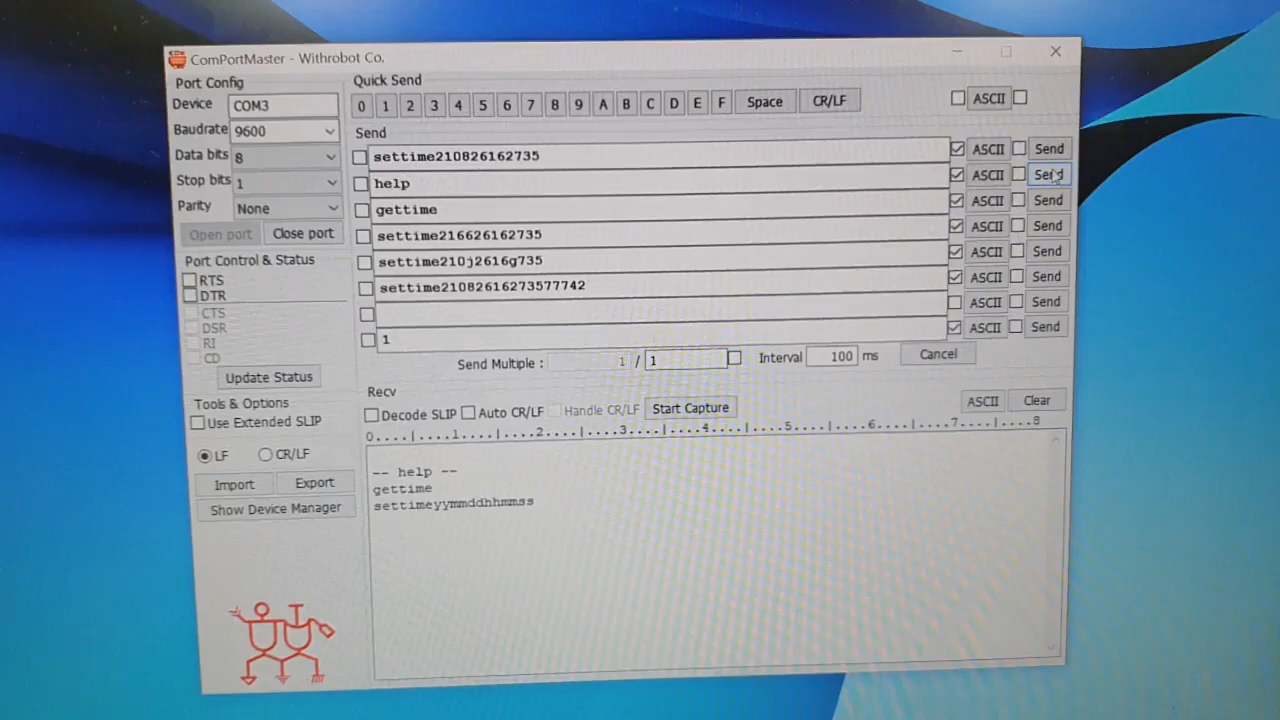 ComPortMaster - Withrobot Co.
Port Config
Device COM3
Baudrate 9600
Data bits 8
Stop bits 1
Parity None
Open port Close port
Port Control & Status
RTS
DTR
CTS
DSR
RI
CD
Update Status
Tools & Options
Use Extended SLIP
LF CR/LF
Import Export
Show Device Manager
Quick Send
0 1 2 3 4 5 6 7 8 9 A B C D E F Space CR/LF ASCII
Send
settime210826162735 ASCII Send
help ASCII Send
gettime ASCII Send
settime216626162735 ASCII Send
settime210j2616g735 ASCII Send
settime21082616273577742 ASCII Send
ASCII Send
1 ASCII Send
Send Multiple : 1 / 1 Interval 100 ms Cancel
Recv
Decode SLIP Auto CR/LF Handle CR/LF Start Capture ASCII Clear
0....|....1....|....2....|....3....|....4....|....5....|....6....|....7....|....8
-- help --
gettime
settimeyymmddhhmmss